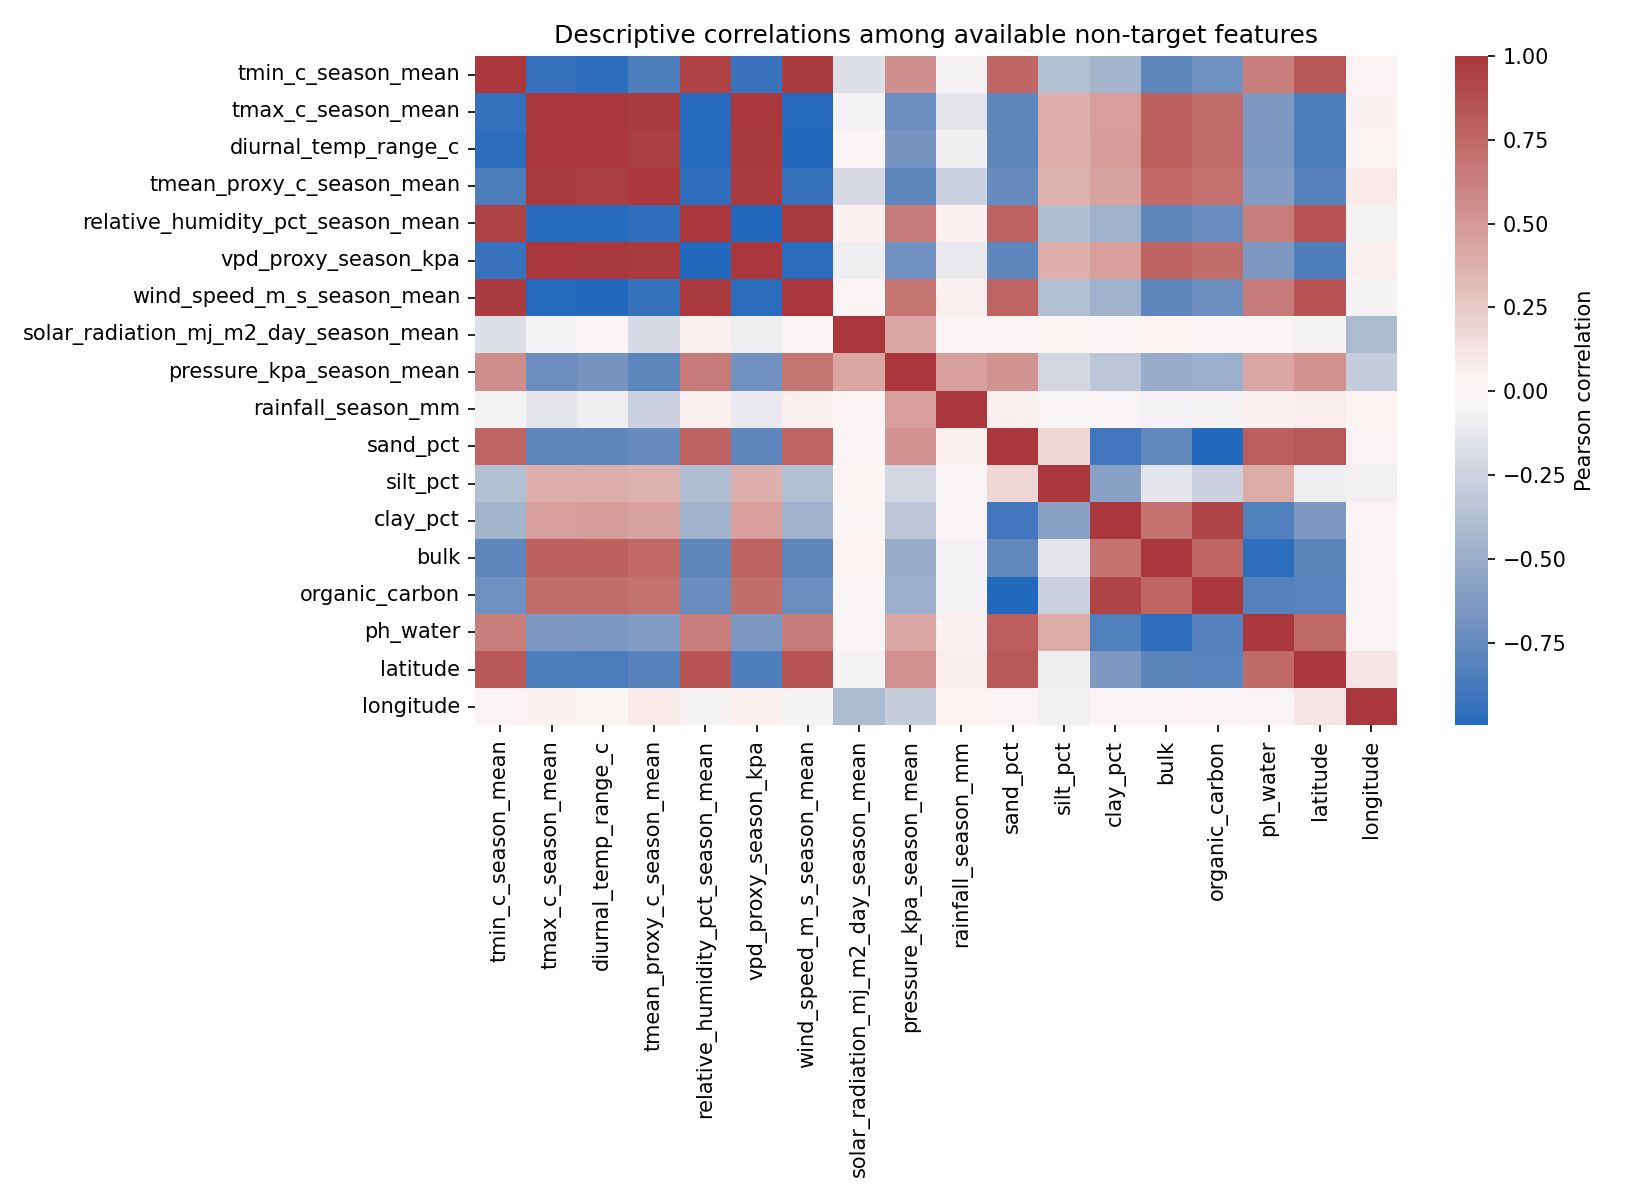 Descriptive correlations among available non-target features
tmin_c_season_mean
tmax_c_season_mean
diurnal_temp_range_c
tmean_proxy_c_season_mean
relative_humidity_pct_season_mean
vpd_proxy_season_kpa
wind_speed_m_s_season_mean
solar_radiation_mj_m2_day_season_mean
pressure_kpa_season_mean
rainfall_season_mm
sand_pct
silt_pct
clay_pct
bulk
organic_carbon
ph_water
latitude
longitude
tmin_c_season_mean
tmax_c_season_mean
diurnal_temp_range_c
tmean_proxy_c_season_mean
relative_humidity_pct_season_mean
vpd_proxy_season_kpa
wind_speed_m_s_season_mean
solar_radiation_mj_m2_day_season_mean
pressure_kpa_season_mean
rainfall_season_mm
sand_pct
silt_pct
clay_pct
bulk
organic_carbon
ph_water
latitude
longitude
1.00
0.75
0.50
0.25
0.00
−0.25
−0.50
−0.75
Pearson correlation